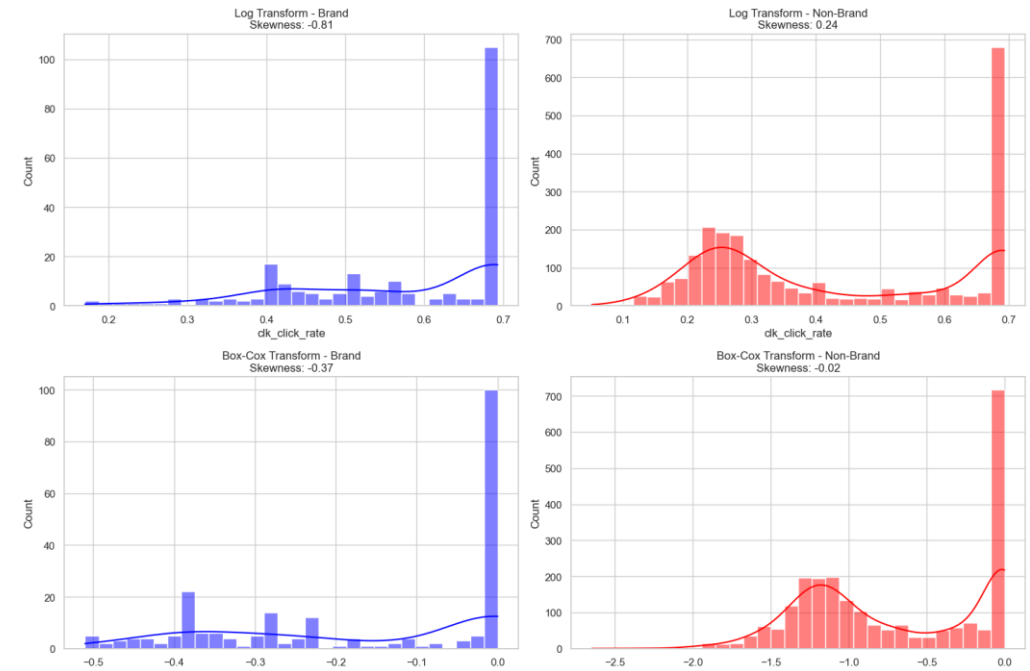 Log Transform - Brand
Skewness: -0.81
Count
100
80
60
40
20
0
0.2 0.3 0.4 0.5 0.6 0.7
clk_click_rate
Log Transform - Non-Brand
Skewness: 0.24
Count
700
600
500
400
300
200
100
0
0.1 0.2 0.3 0.4 0.5 0.6 0.7
clk_click_rate
Box-Cox Transform - Brand
Skewness: -0.37
Count
100
80
60
40
20
0
−0.5 −0.4 −0.3 −0.2 −0.1 0.0
Box-Cox Transform - Non-Brand
Skewness: -0.02
Count
700
600
500
400
300
200
100
0
−2.5 −2.0 −1.5 −1.0 −0.5 0.0